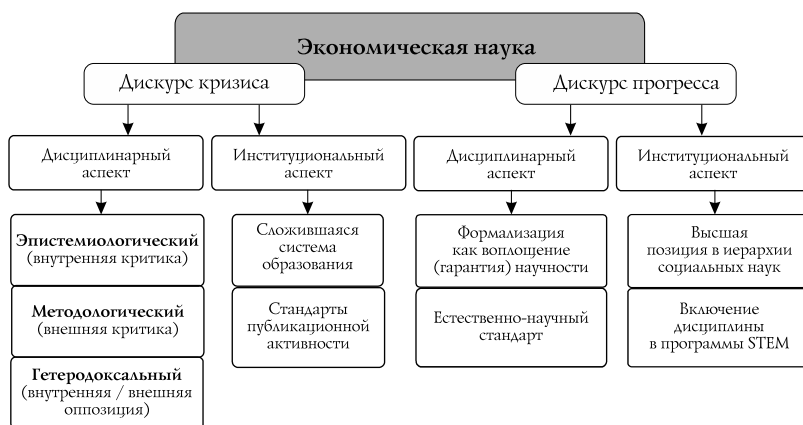 Экономическая наука
Дискурс кризиса
Дискурс прогресса
Дисциплинарный
аспект
Институциональный
аспект
Дисциплинарный
аспект
Институциональный
аспект
Эпистемиологический
(внутренняя критика)
Методологический
(внешняя критика)
Гетеродоксальный
(внутренняя / внешняя
оппозиция)
Сложившаяся
система
образования
Стандарты
публикационной
активности
Формализация
как воплощение
(гарантия) научности
Естественно-научный
стандарт
Высшая
позиция в иерархии
социальных наук
Включение
дисциплины
в программы STEM